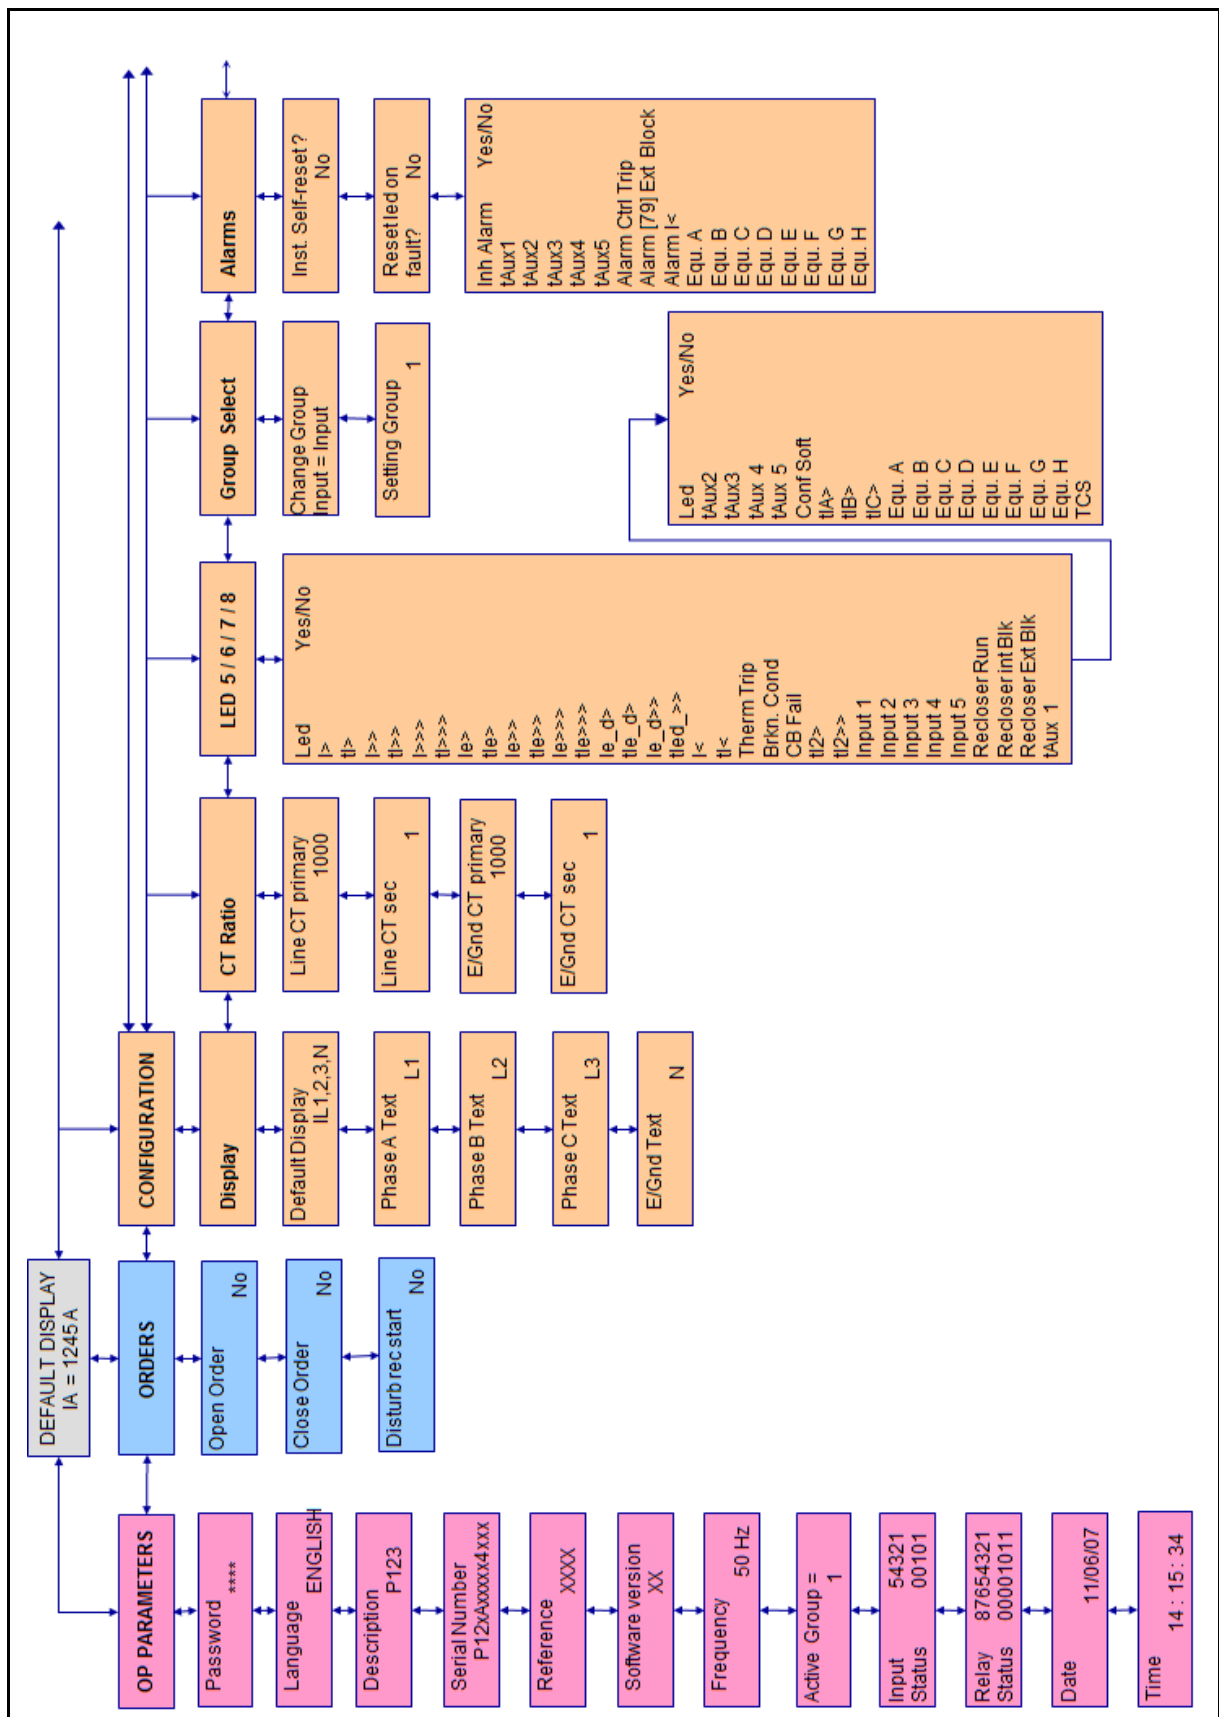 DEFAULT DISPLAY
IA = 1245 A
OP PARAMETERS
Password
****
Language
ENGLISH
Description
P123
Serial Number
P12xAxxxxx4xxx
Reference
XXXX
Software version
XX
Frequency
50 Hz
Active Group =
1
Input 54321
Status 00101
Relay 87654321
Status 00001011
Date
11/06/07
Time
14 : 15 : 34
ORDERS
Open Order
No
Close Order
No
Disturb rec start
No
CONFIGURATION
Display
Default Display
IL1,2,3,N
Phase A Text
L1
Phase B Text
L2
Phase C Text
L3
E/Gnd Text
N
CT Ratio
Line CT primary
1000
Line CT sec
1
E/Gnd CT primary
1000
E/Gnd CT sec
1
LED 5 / 6 / 7 / 8
Led Yes/No
I>
tI>
I>>
tI>>
I>>>
tI>>>
Ie>
tIe>
Ie>>
tIe>>
Ie>>>
tIe>>>
Ie_d>
tIe_d>
Ie_d>>
tIed_>>
I<
tI<
Therm Trip
Brkn. Cond
CB Fail
tI2>
tI2>>
Input 1
Input 2
Input 3
Input 4
Input 5
Recloser Run
Recloser int Blk
Recloser Ext Blk
tAux 1
Led Yes/No
tAux2
tAux3
tAux 4
tAux 5
Conf Soft
tIA>
tIB>
tIC>
Equ. A
Equ. B
Equ. C
Equ. D
Equ. E
Equ. F
Equ. G
Equ. H
TCS
Group Select
Change Group
Input = Input
Setting Group
1
Alarms
Inst. Self-reset ?
No
Reset led on
fault? No
Inh Alarm Yes/No
tAux1
tAux2
tAux3
tAux4
tAux5
Alarm Ctrl Trip
Alarm [79] Ext Block
Alarm I<
Equ. A
Equ. B
Equ. C
Equ. D
Equ. E
Equ. F
Equ. G
Equ. H